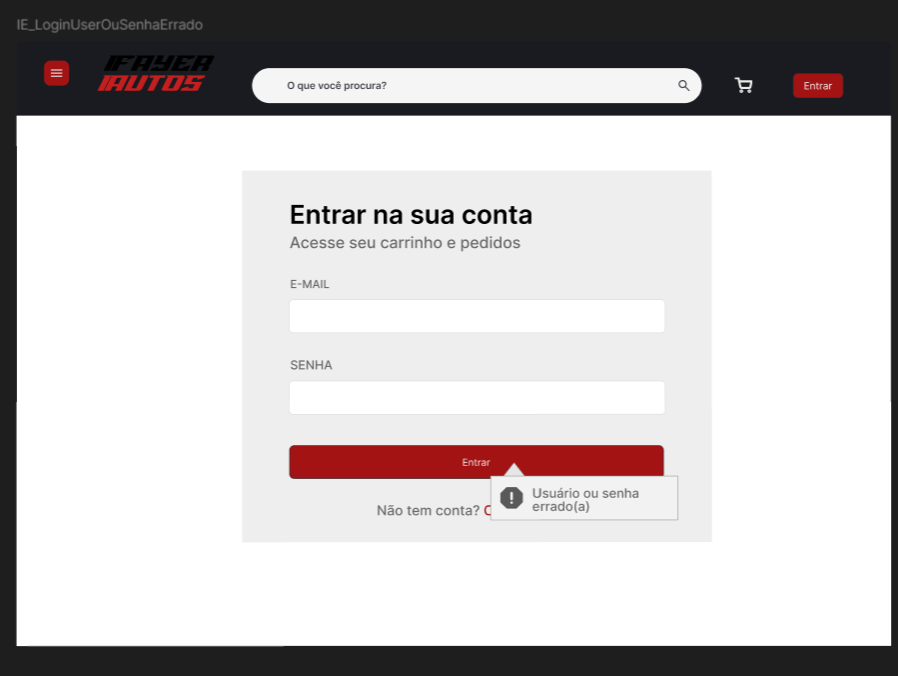 IE_LoginUserOuSenhaErrado
FAYER
AUTOS
O que você procura?
Entrar
Entrar na sua conta
Acesse seu carrinho e pedidos
E-MAIL
SENHA
Entrar
Usuário ou senha
errado(a)
Não tem conta? C